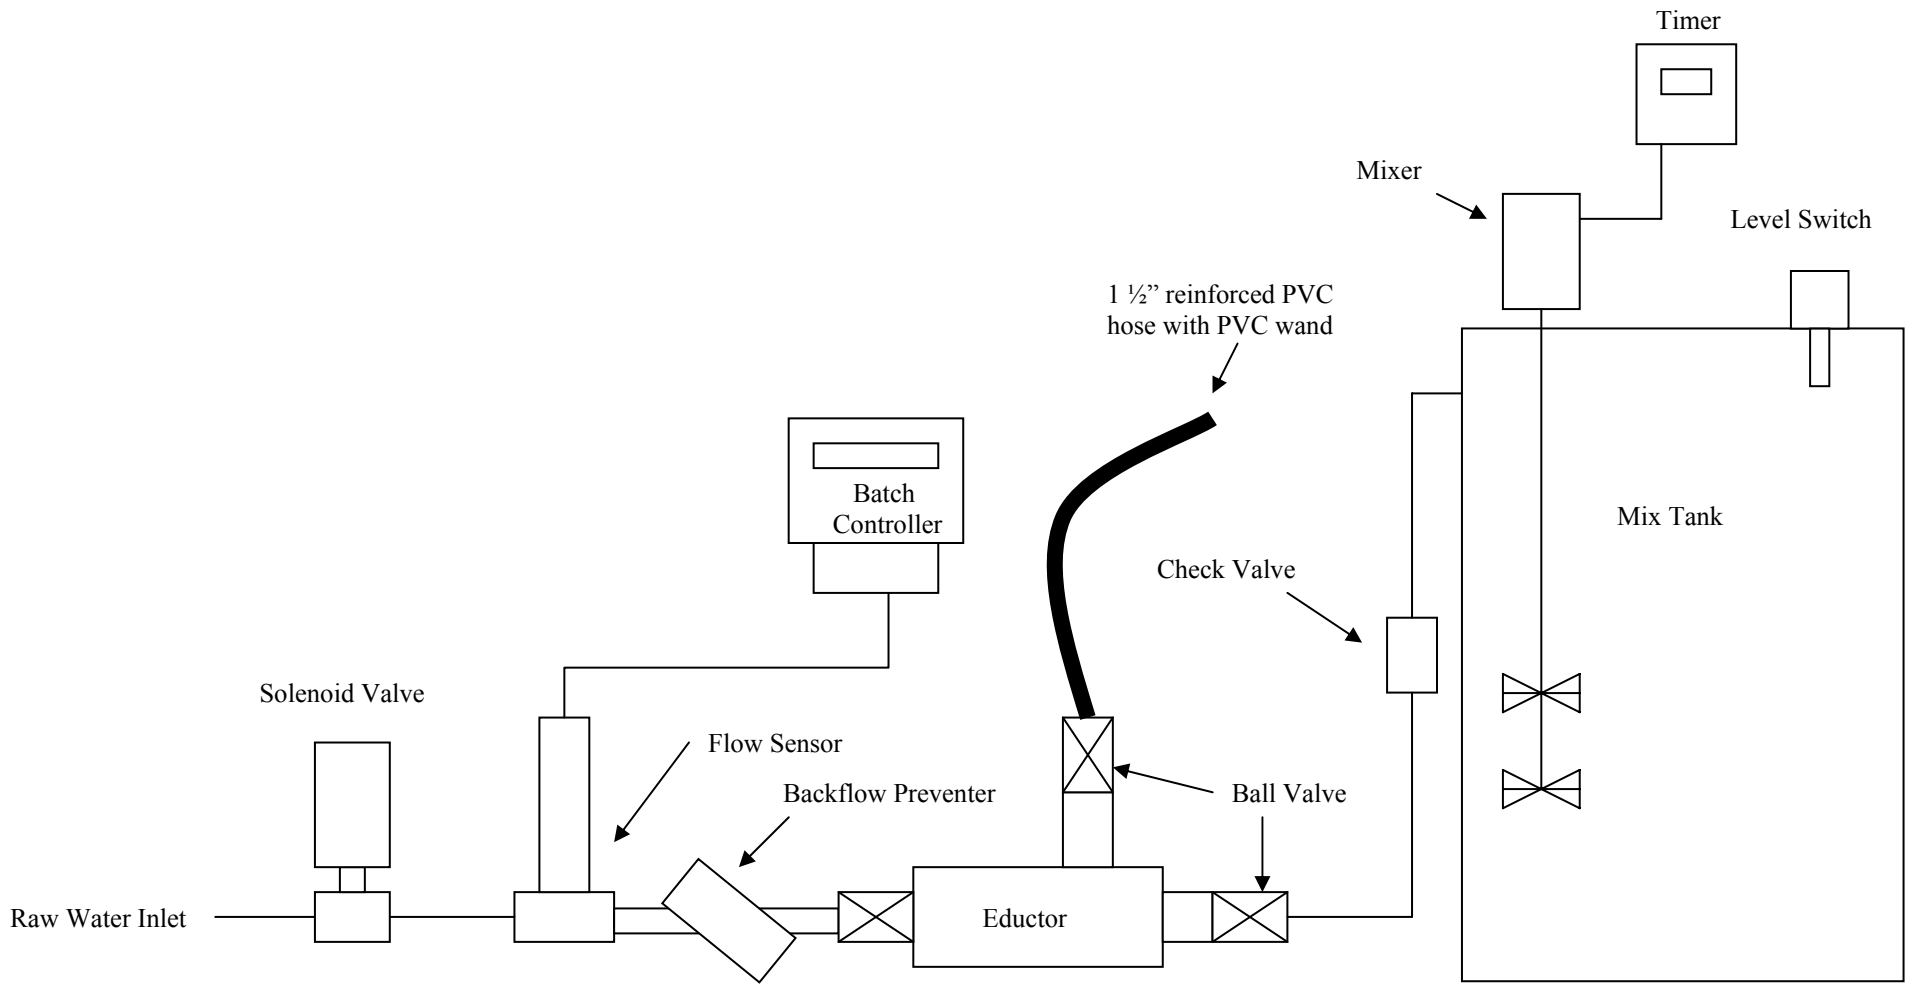 Timer
Mixer
Level Switch
1 ½” reinforced PVC
hose with PVC wand
Batch
Controller
Mix Tank
Check Valve
Solenoid Valve
Flow Sensor
Backflow Preventer
Ball Valve
Raw Water Inlet
Eductor